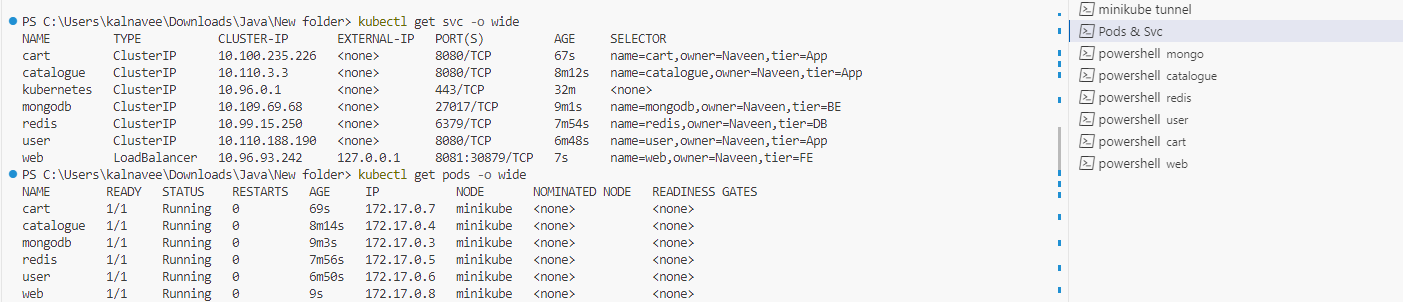 PS C:\Users\kalnavee\Downloads\Java\New folder> kubectl get svc -o wide
NAME TYPE CLUSTER-IP EXTERNAL-IP PORT(S) AGE SELECTOR
cart ClusterIP 10.100.235.226 <none> 8080/TCP 67s name=cart,owner=Naveen,tier=App
catalogue ClusterIP 10.110.3.3 <none> 8080/TCP 8m12s name=catalogue,owner=Naveen,tier=App
kubernetes ClusterIP 10.96.0.1 <none> 443/TCP 32m <none>
mongodb ClusterIP 10.109.69.68 <none> 27017/TCP 9m1s name=mongodb,owner=Naveen,tier=BE
redis ClusterIP 10.99.15.250 <none> 6379/TCP 7m54s name=redis,owner=Naveen,tier=DB
user ClusterIP 10.110.188.190 <none> 8080/TCP 6m48s name=user,owner=Naveen,tier=App
web LoadBalancer 10.96.93.242 127.0.0.1 8081:30879/TCP 7s name=web,owner=Naveen,tier=FE
PS C:\Users\kalnavee\Downloads\Java\New folder> kubectl get pods -o wide
NAME READY STATUS RESTARTS AGE IP NODE NOMINATED NODE READINESS GATES
cart 1/1 Running 0 69s 172.17.0.7 minikube <none> <none>
catalogue 1/1 Running 0 8m14s 172.17.0.4 minikube <none> <none>
mongodb 1/1 Running 0 9m3s 172.17.0.3 minikube <none> <none>
redis 1/1 Running 0 7m56s 172.17.0.5 minikube <none> <none>
user 1/1 Running 0 6m50s 172.17.0.6 minikube <none> <none>
web 1/1 Running 0 9s 172.17.0.8 minikube <none> <none>
minikube tunnel
Pods & Svc
powershell mongo
powershell catalogue
powershell redis
powershell user
powershell cart
powershell web